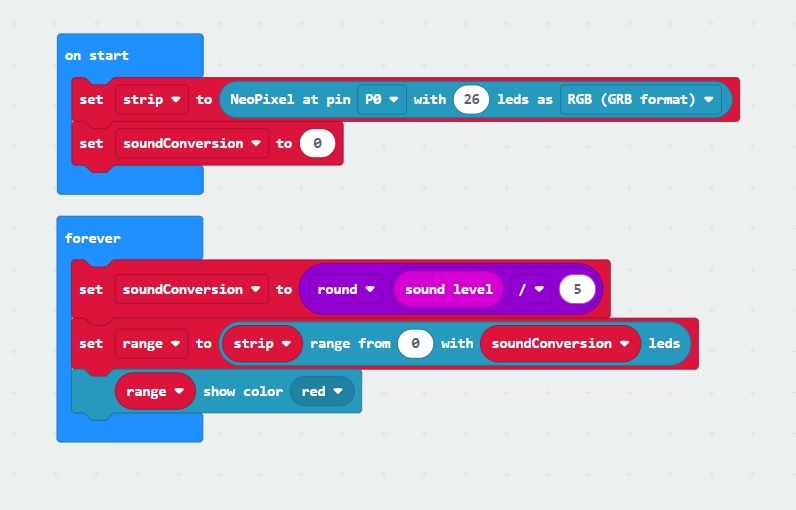 on start
set strip to NeoPixel at pin P0 with 26 leds as RGB (GRB format)
set soundConversion to 0
forever
set soundConversion to round sound level / 5
set range to strip range from 0 with soundConversion leds
range show color red